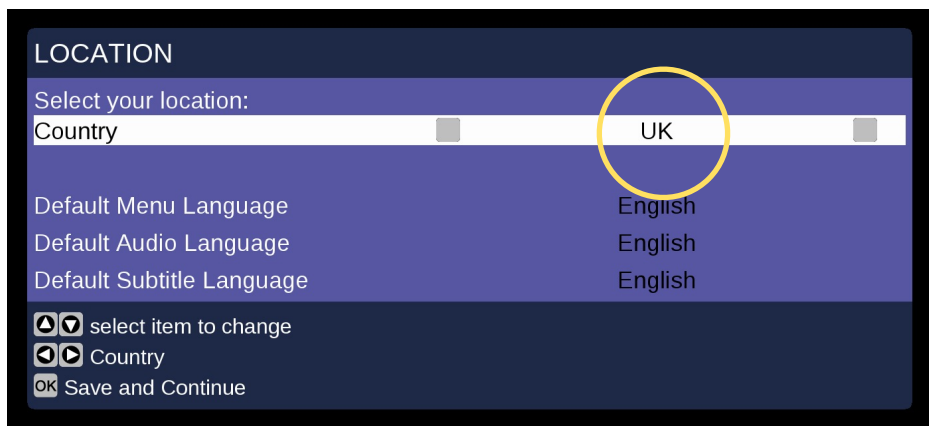 LOCATION
Select your location:
Country UK
Default Menu Language English
Default Audio Language English
Default Subtitle Language English
select item to change
Country
OK Save and Continue